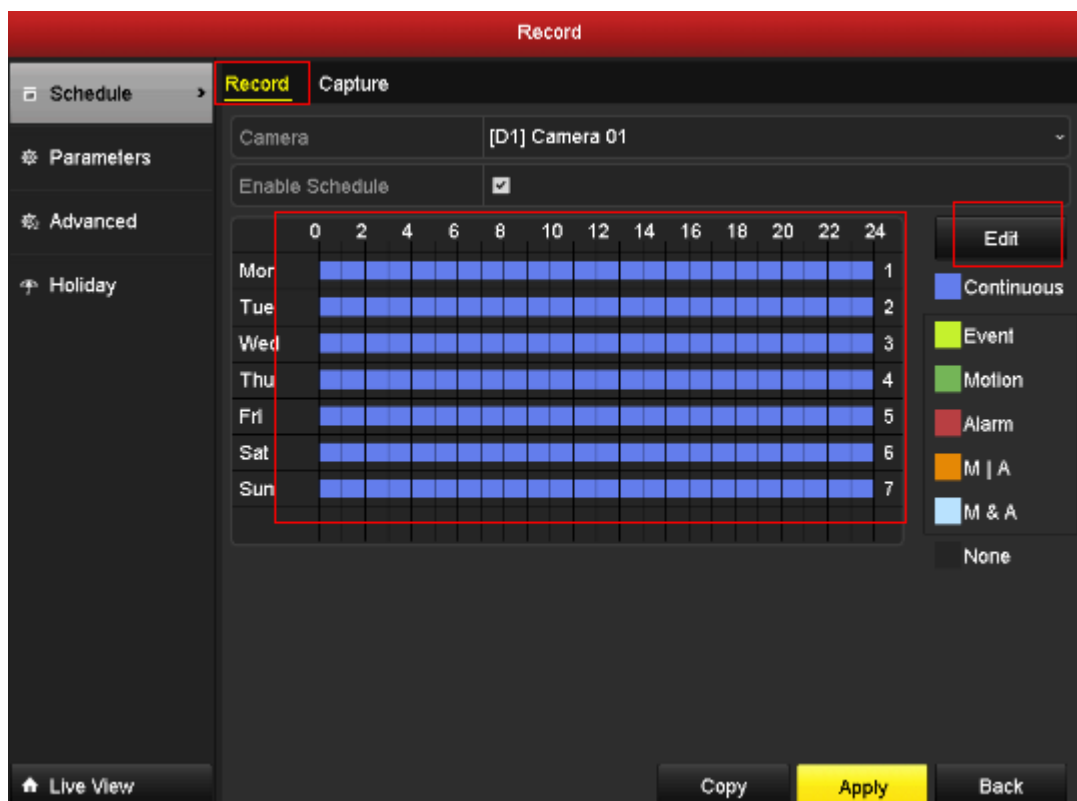 Record
Schedule
Parameters
Advanced
Holiday
Live View
Record Capture
Camera [D1] Camera 01
Enable Schedule
0 2 4 6 8 10 12 14 16 18 20 22 24
Mon 1
Tue 2
Wed 3
Thu 4
Fri 5
Sat 6
Sun 7
Edit
Continuous
Event
Motion
Alarm
M | A
M & A
None
Copy Apply Back